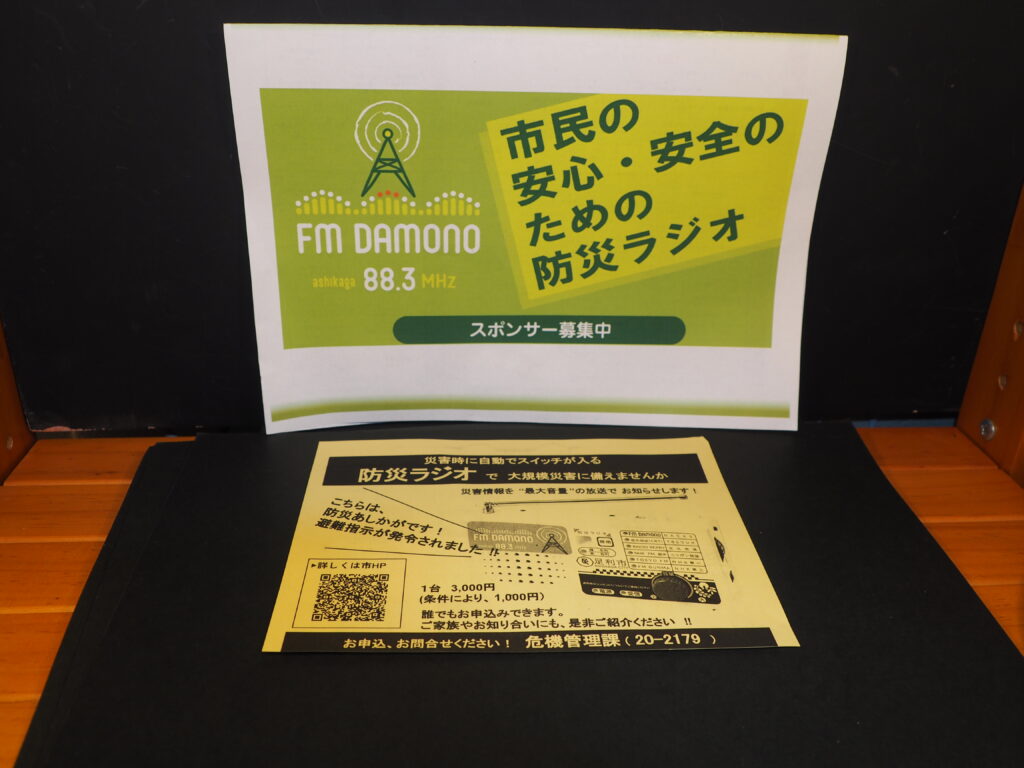 FM DAMONO
ashikaga 88.3 MHz
市民の
安心・安全の
ための
防災ラジオ
スポンサー募集中
災害時に自動でスイッチが入る
防災ラジオ で 大規模災害に備えませんか
災害情報を "最大音量" の放送で お知らせします！
こちらは、
防災あしかがです！
避難指示が発令されました !!
FM DAMONO
88.3
FM DAMONO
足利市
▶詳しくは市HP
1台 3,000円
(条件により、1,000円)
誰でもお申込みできます。
ご家族やお知り合いにも、是非ご紹介ください !!
お申込、お問合せください！ 危機管理課（20-2179 ）